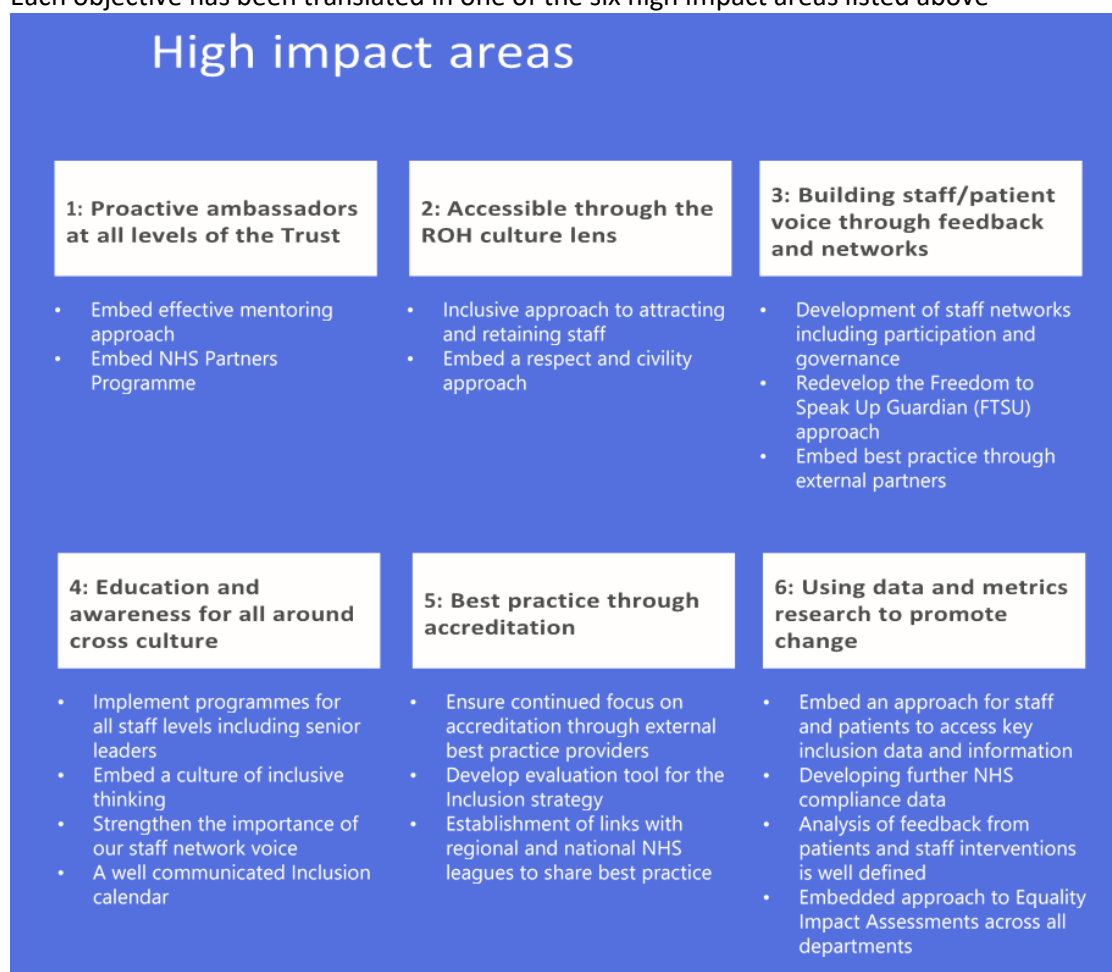 Each objective has been translated in one of the six high impact areas listed above
High impact areas
1: Proactive ambassadors
at all levels of the Trust
• Embed effective mentoring
approach
• Embed NHS Partners
Programme
2: Accessible through the
ROH culture lens
• Inclusive approach to attracting
and retaining staff
• Embed a respect and civility
approach
3: Building staff/patient
voice through feedback
and networks
• Development of staff networks
including participation and
governance
• Redevelop the Freedom to
Speak Up Guardian (FTSU)
approach
• Embed best practice through
external partners
4: Education and
awareness for all around
cross culture
• Implement programmes for
all staff levels including senior
leaders
• Embed a culture of inclusive
thinking
• Strengthen the importance of
our staff network voice
• A well communicated Inclusion
calendar
5: Best practice through
accreditation
• Ensure continued focus on
accreditation through external
best practice providers
• Develop evaluation tool for the
Inclusion strategy
• Establishment of links with
regional and national NHS
leagues to share best practice
6: Using data and metrics
research to promote
change
• Embed an approach for staff
and patients to access key
inclusion data and information
• Developing further NHS
compliance data
• Analysis of feedback from
patients and staff interventions
is well defined
• Embedded approach to Equality
Impact Assessments across all
departments